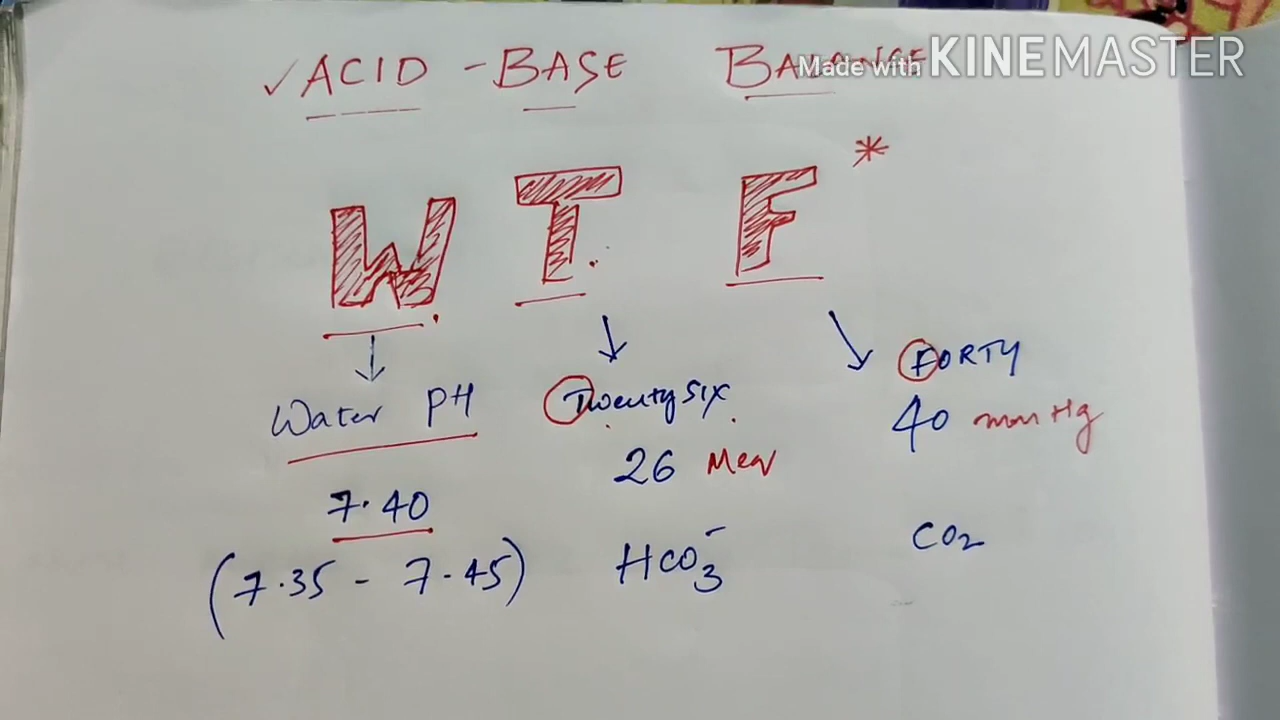 ✓ ACID - BASE BALANCE
Made with KINEMASTER
W T F *
Water PH
7.40
(7.35 - 7.45)
Twenty Six
26 Meq
HCO3-
FORTY
40 mm Hg
CO2